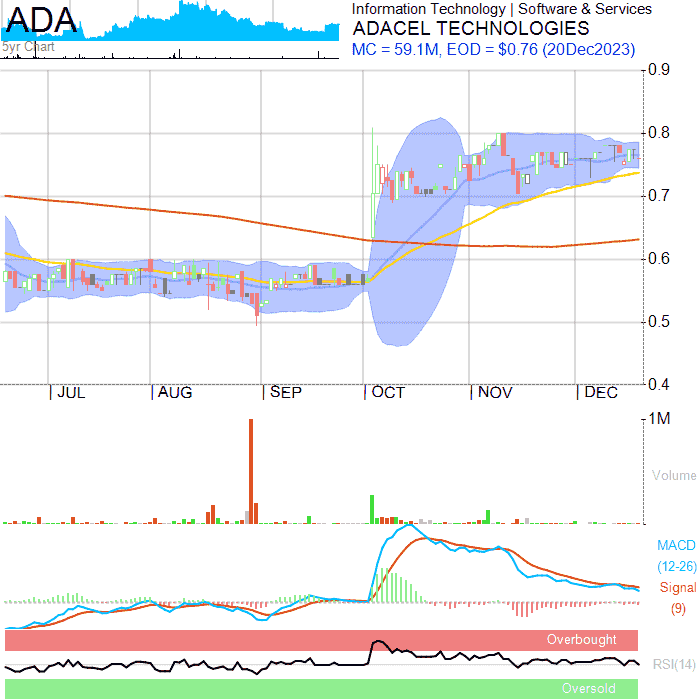 ADA
5yr Chart
Information Technology | Software & Services
ADACEL TECHNOLOGIES
MC = 59.1M, EOD = $0.76 (20Dec2023)
0.9
0.8
0.7
0.6
0.5
0.4
|JUL |AUG |SEP |OCT |NOV |DEC
1M
Volume
MACD
(12-26)
Signal
(9)
Overbought
RSI(14)
Oversold